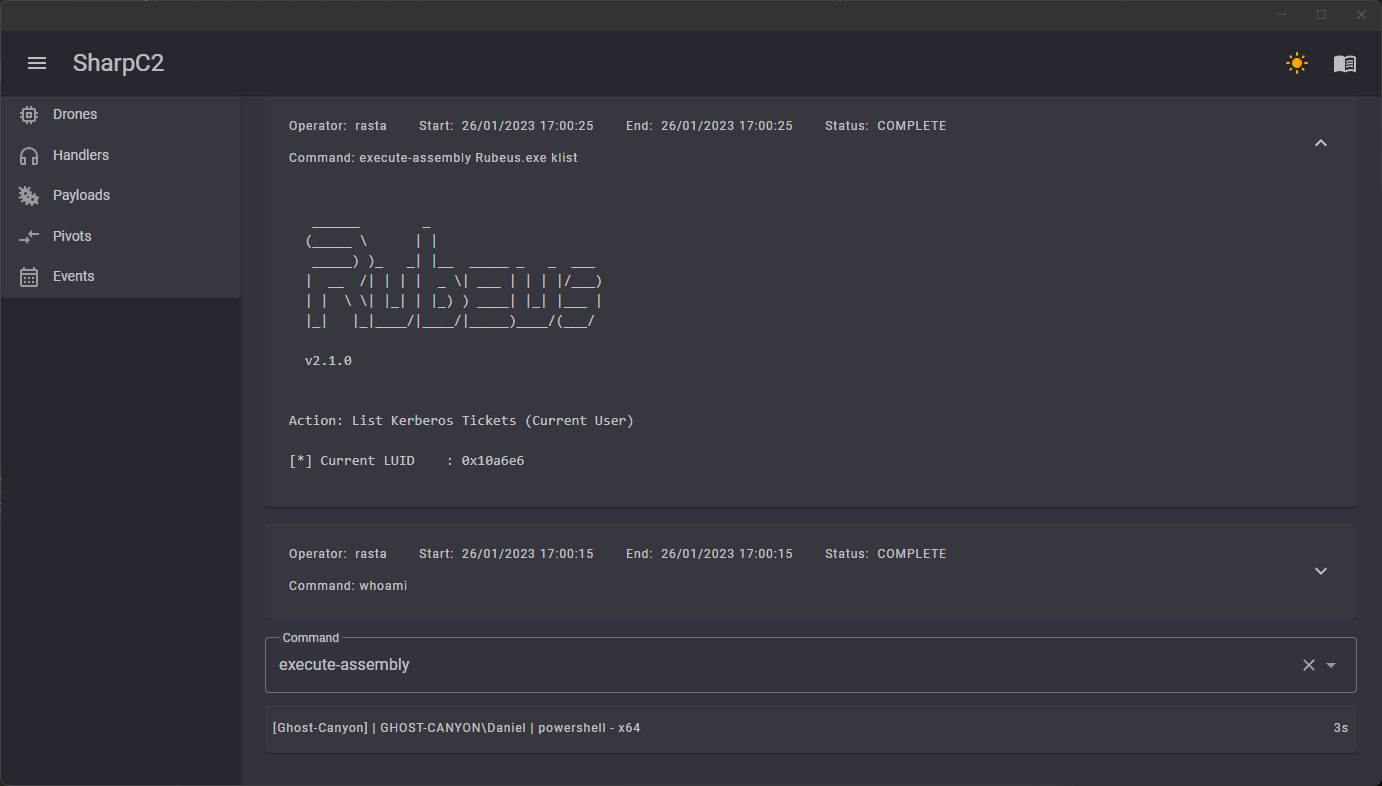 SharpC2
Drones
Handlers
Payloads
Pivots
Events
Operator: rasta Start: 26/01/2023 17:00:25 End: 26/01/2023 17:00:25 Status: COMPLETE
Command: execute-assembly Rubeus.exe klist
   ______        _
  (_____ \      | |
   _____) )_   _| |__  _____ _   _  ___
  |  __  /| | | |  _ \| ___ | | | |/___)
  | |  \ \| |_| | |_) ) ____| |_| |___ |
  |_|   |_|____/|____/|_____)____/(___/
v2.1.0
Action: List Kerberos Tickets (Current User)
[*] Current LUID    : 0x10a6e6
Operator: rasta Start: 26/01/2023 17:00:15 End: 26/01/2023 17:00:15 Status: COMPLETE
Command: whoami
Command
execute-assembly
[Ghost-Canyon] | GHOST-CANYON\Daniel | powershell - x64 3s